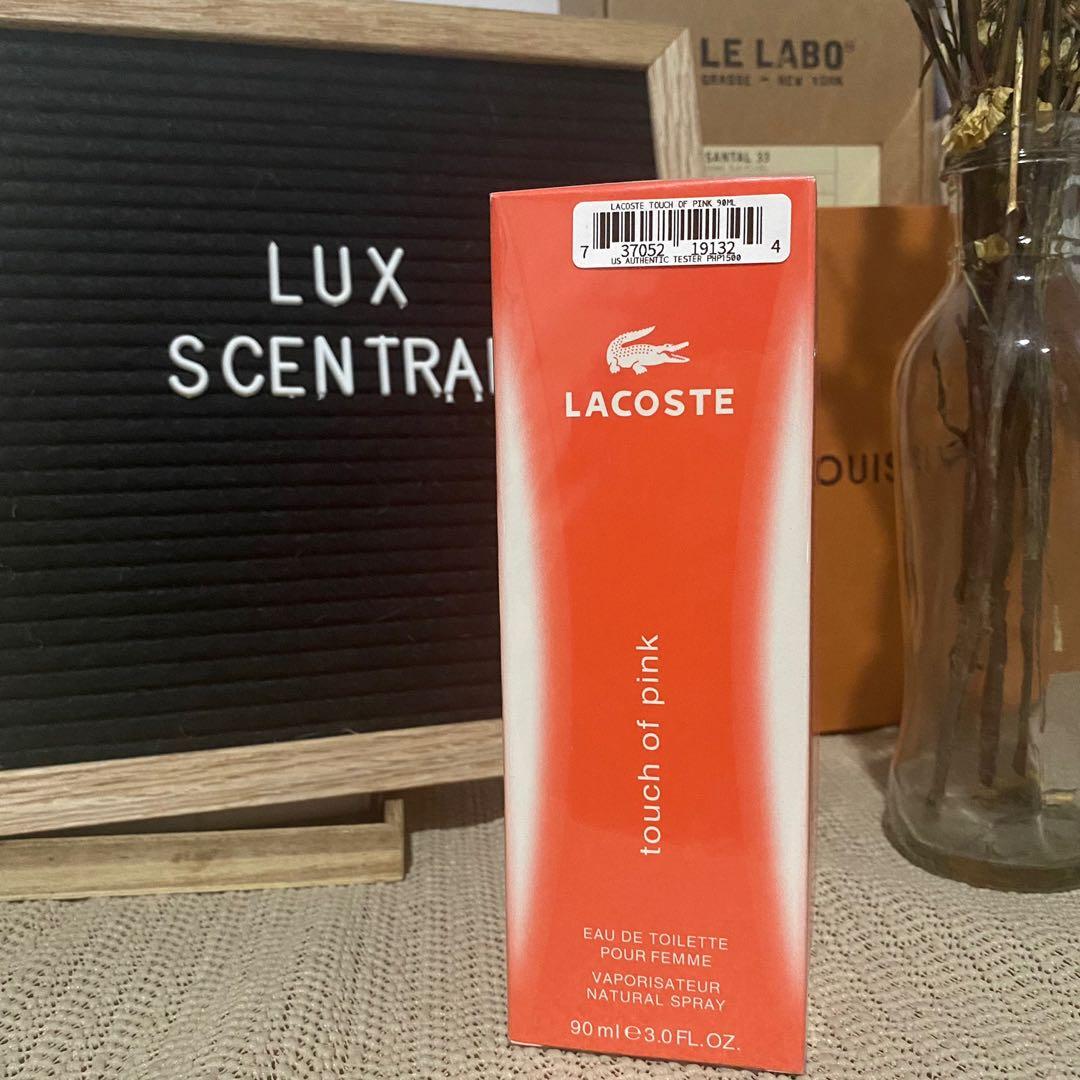 LE LABO
GRASSE - NEW YORK
SANTAL 33
LUX
SCENTRAL
LACOSTE TOUCH OF PINK 90ML
7 37052 19132 4
US AUTHENTIC TESTER PHP1500
LACOSTE
touch of pink
EAU DE TOILETTE
POUR FEMME
VAPORISATEUR
NATURAL SPRAY
90 ml e 3.0 FL. OZ.
OUIS